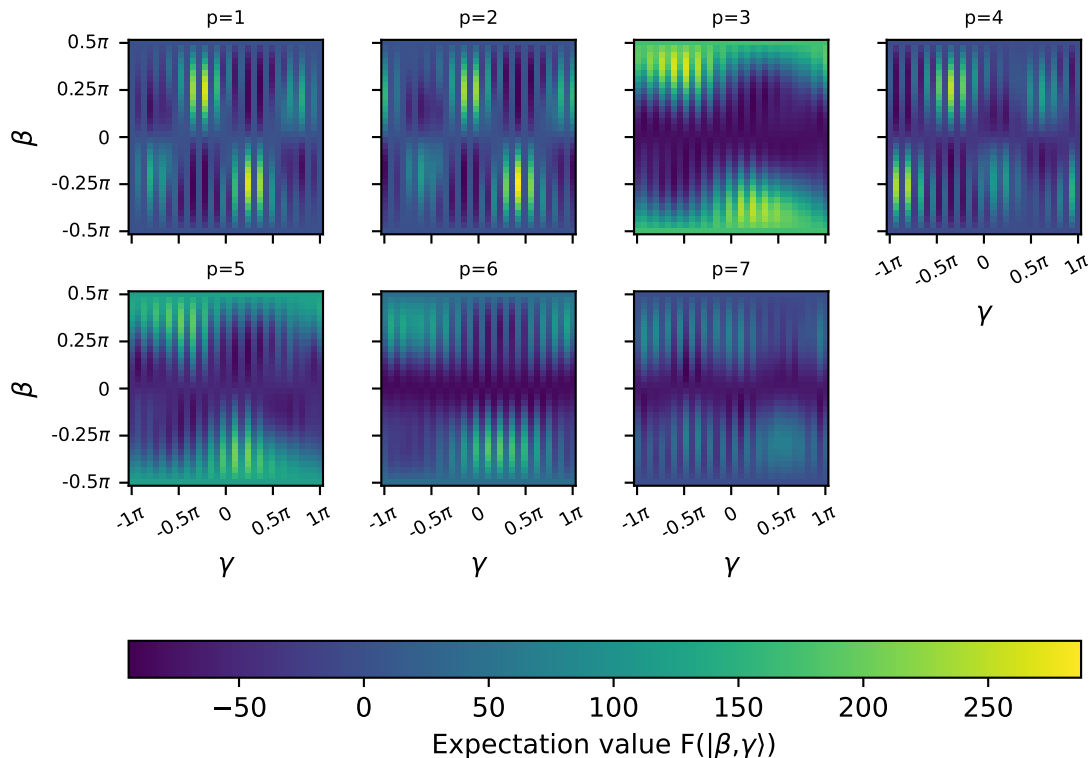 p=1 p=2 p=3 p=4
0.5π
0.25π
0
-0.25π
-0.5π
β
-1π -0.5π 0 0.5π 1π
γ
p=5 p=6 p=7
0.5π
0.25π
0
-0.25π
-0.5π
β
-1π -0.5π 0 0.5π 1π -1π -0.5π 0 0.5π 1π -1π -0.5π 0 0.5π 1π
γ γ γ
−50 0 50 100 150 200 250
Expectation value F(|β,γ⟩)